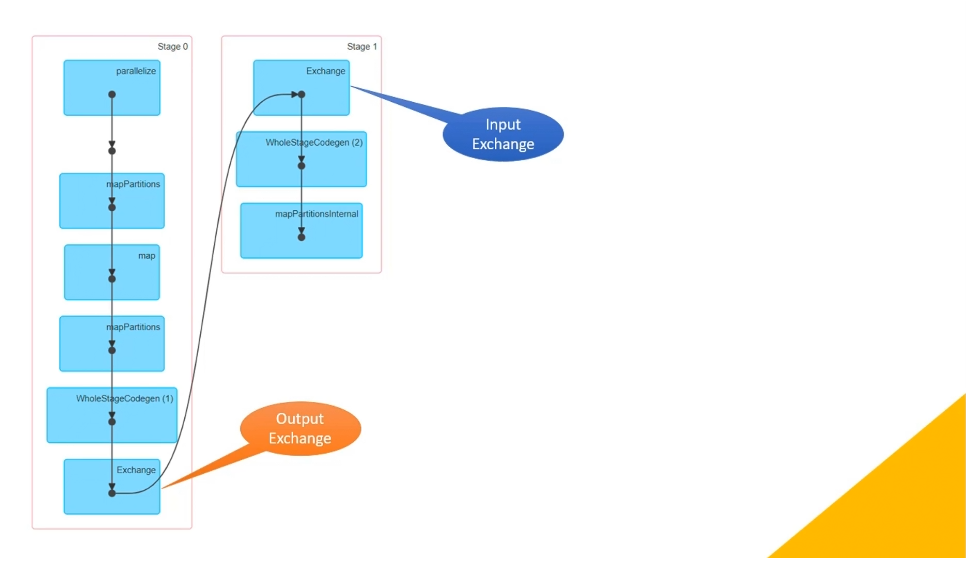 Stage 0
parallelize
mapPartitions
map
mapPartitions
WholeStageCodegen (1)
Exchange
Stage 1
Exchange
WholeStageCodegen (2)
mapPartitionsInternal
Input
Exchange
Output
Exchange